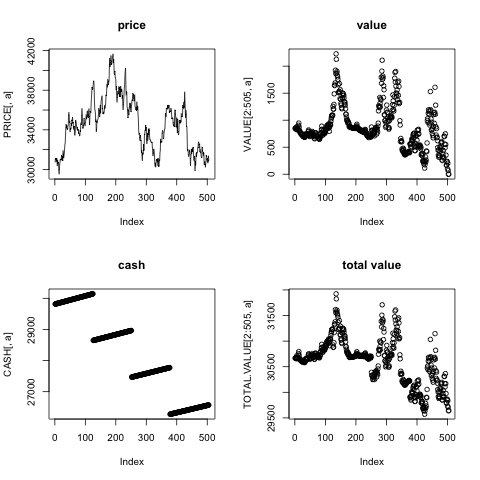 price
PRICE[, a]
30000 34000 38000 42000
0 100 200 300 400 500
Index
value
VALUE[2:505, a]
0 500 1500
0 100 200 300 400 500
Index
cash
CASH[, a]
27000 29000
0 100 200 300 400 500
Index
total value
TOTAL.VALUE[2:505, a]
29500 30500 31500
0 100 200 300 400 500
Index